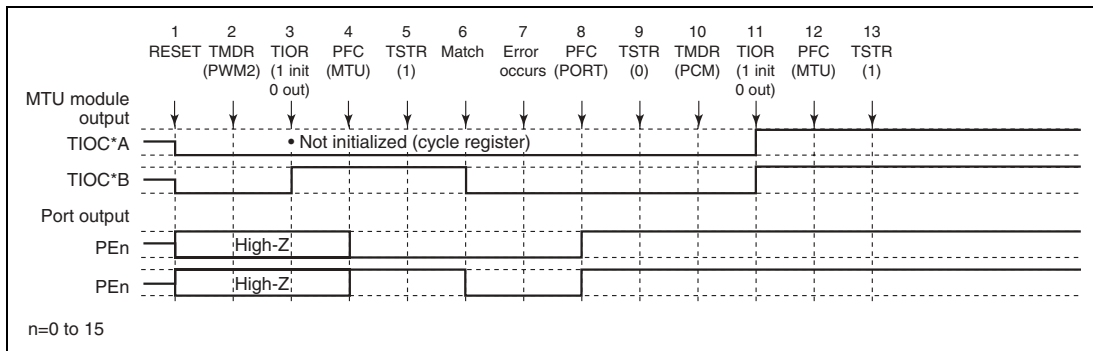 1 2 3 4 5 6 7 8 9 10 11 12 13
RESET TMDR TIOR PFC TSTR Match Error PFC TSTR TMDR TIOR PFC TSTR
(PWM2) (1 init (MTU) (1) occurs (PORT) (0) (PCM) (1 init (MTU) (1)
0 out) 0 out)
MTU module
output
TIOC*A • Not initialized (cycle register)
TIOC*B
Port output
PEn High-Z
PEn High-Z
n=0 to 15